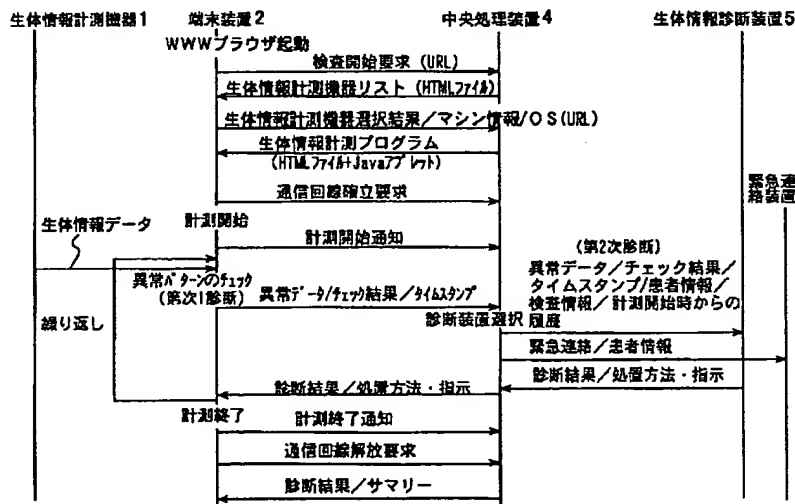 生体情報計測機器1
端末装置2
中央処理装置4
生体情報診断装置5
WWWブラウザ起動
検査開始要求 (URL)
生体情報計測機器リスト (HTMLファイル)
生体情報計測機器選択結果/マシン情報/OS(URL)
生体情報計測プログラム
(HTMLファイル+Javaアプレット)
通信回線確立要求
緊急連
絡装置
計測開始
生体情報データ
計測開始通知
(第2次診断)
異常データ/チェック結果/
タイムスタンプ/患者情報/
検査情報/計測開始時からの
履歴
異常パターンのチェック
(第次1診断)
異常データ/チェック結果/タイムスタンプ
診断装置選択
繰り返し
緊急連絡/患者情報
診断結果/処置方法・指示
診断結果/処置方法・指示
計測終了
計測終了通知
通信回線解放要求
診断結果/サマリー